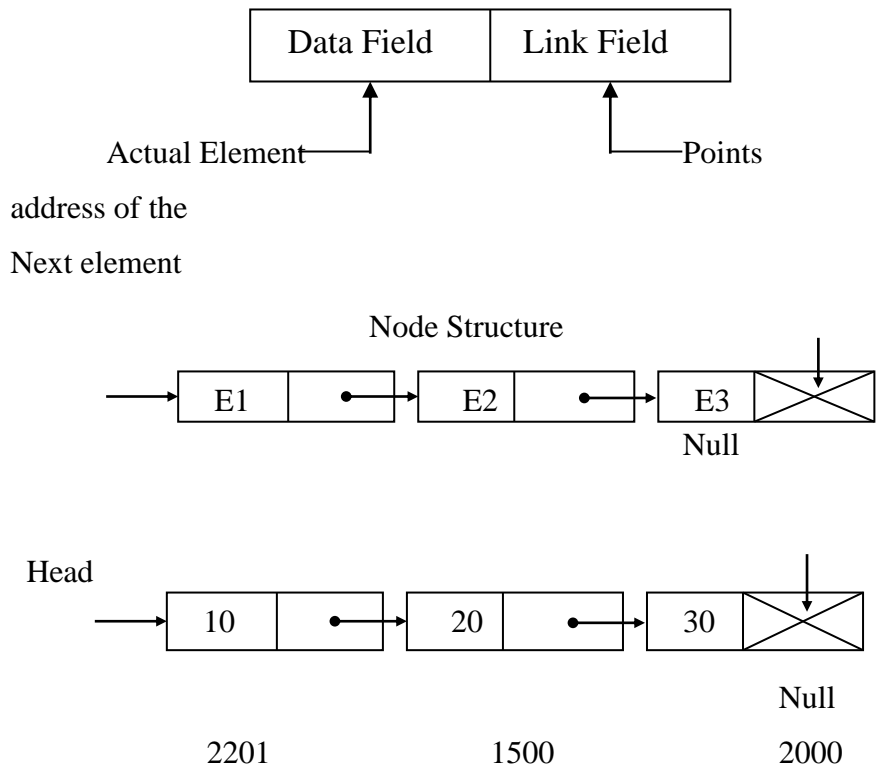 Data Field Link Field
Actual Element Points
address of the
Next element
Node Structure
E1 E2 E3
Null
Head
10 20 30
Null
2201 1500 2000